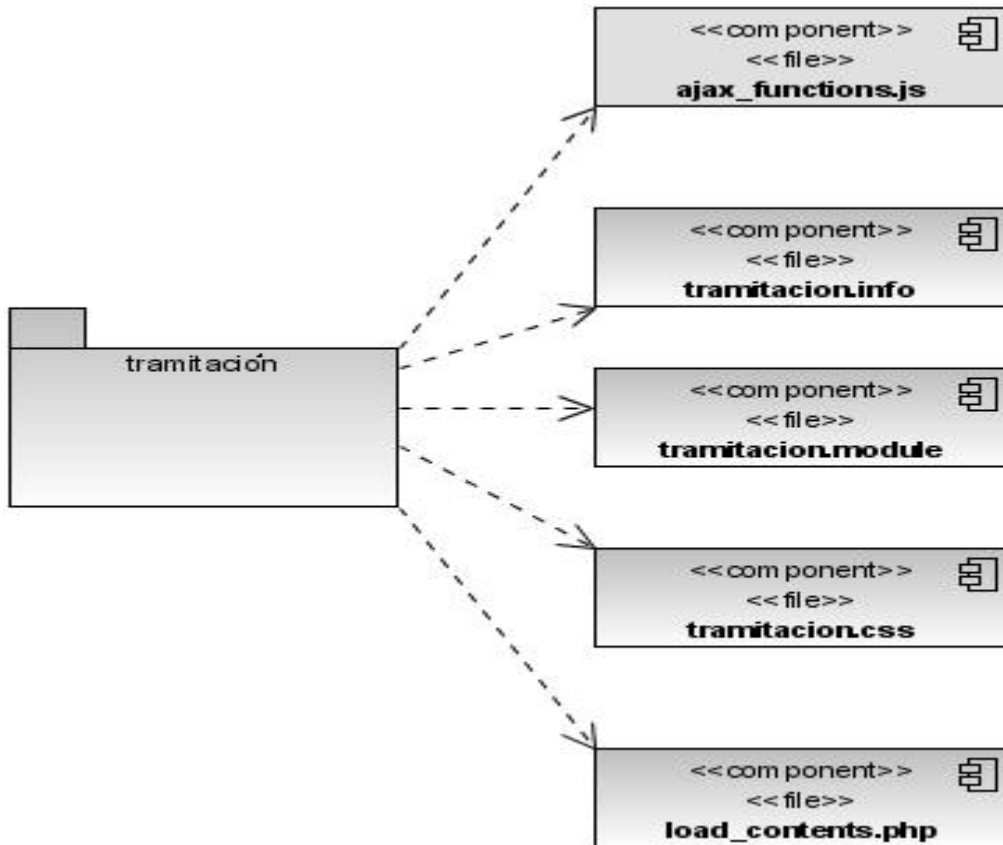 <<component>>
<<file>>
ajax_functions.js
<<component>>
<<file>>
tramitacion.info
tramitación
<<component>>
<<file>>
tramitacion.module
<<component>>
<<file>>
tramitacion.css
<<component>>
<<file>>
load_contents.php